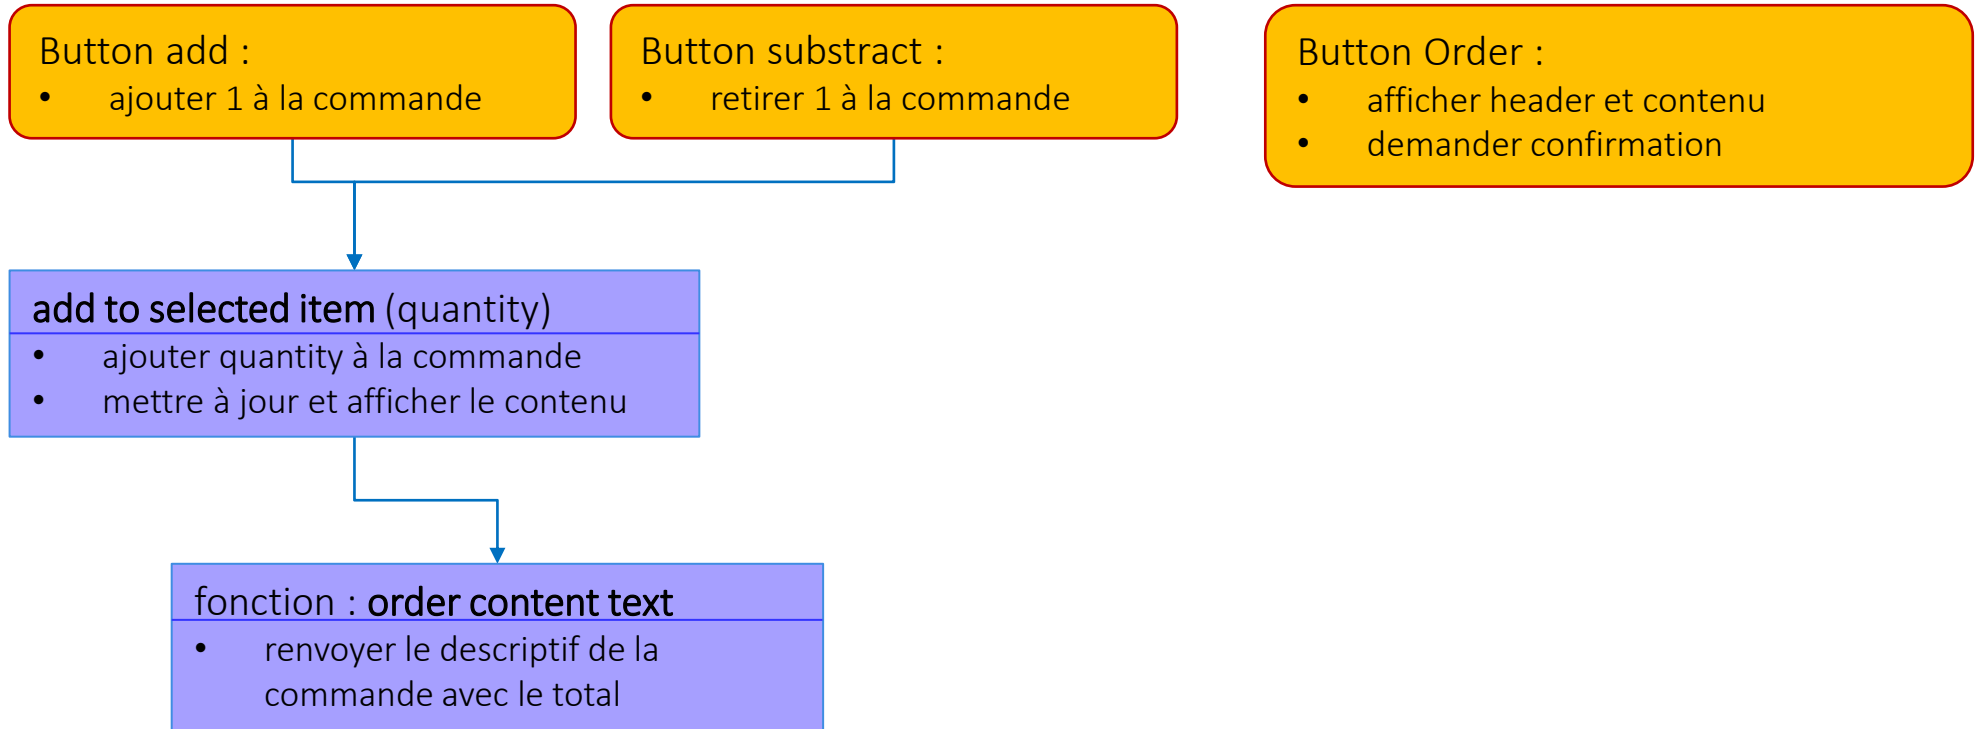 Button add :
• ajouter 1 à la commande
Button substract :
• retirer 1 à la commande
Button Order :
• afficher header et contenu
• demander confirmation
add to selected item (quantity)
• ajouter quantity à la commande
• mettre à jour et afficher le contenu
fonction : order content text
• renvoyer le descriptif de la
commande avec le total